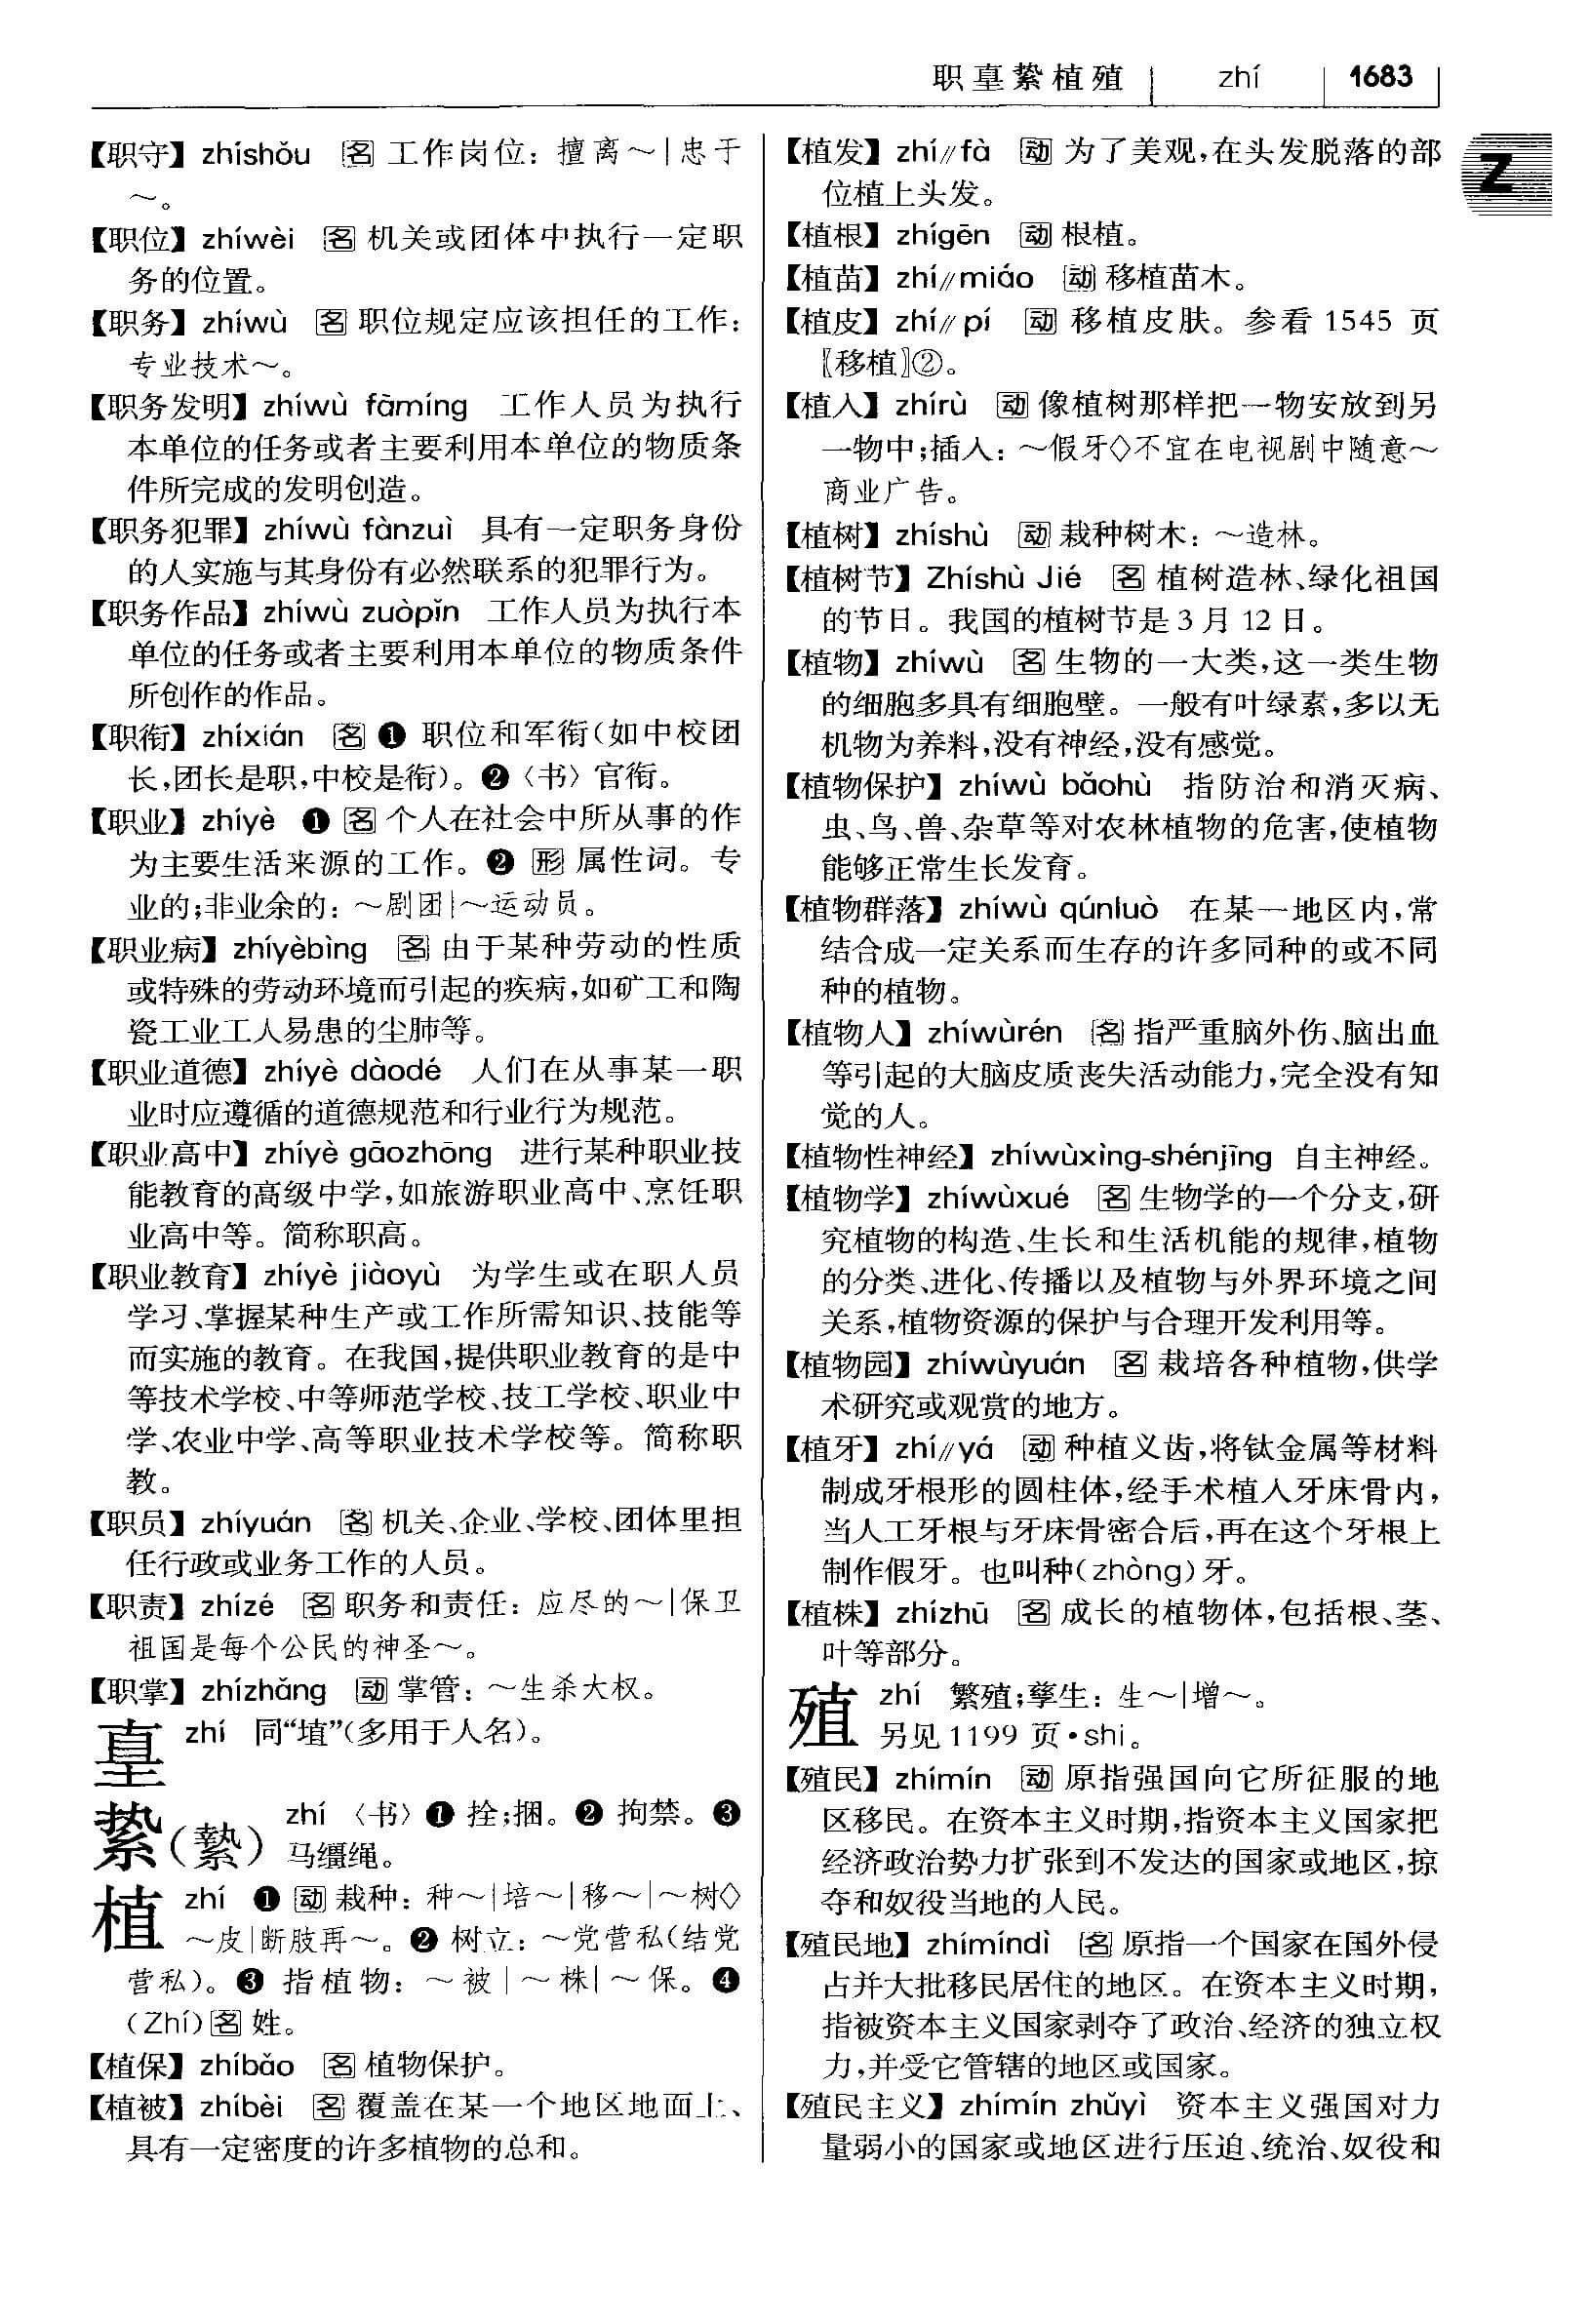 职 䵂 絷 植 殖 zhí 1683
【职守】 zhíshǒu 名 工作岗位：擅离～|忠于
～。
【职位】 zhíwèi 名 机关或团体中执行一定职
务的位置。
【职务】 zhíwù 名 职位规定应该担任的工作：
专业技术～。
【职务发明】 zhíwù fāmíng 工作人员为执行
本单位的任务或者主要利用本单位的物质条
件所完成的发明创造。
【职务犯罪】 zhíwù fànzuì 具有一定职务身份
的人实施与其身份有必然联系的犯罪行为。
【职务作品】 zhíwù zuòpǐn 工作人员为执行本
单位的任务或者主要利用本单位的物质条件
所创作的作品。
【职衔】 zhíxián 名 ❶ 职位和军衔（如中校团
长，团长是职，中校是衔）。❷〈书〉官衔。
【职业】 zhíyè ❶ 名 个人在社会中所从事的作
为主要生活来源的工作。❷ 形 属性词。专
业的；非业余的：～剧团|～运动员。
【职业病】 zhíyèbìng 名 由于某种劳动的性质
或特殊的劳动环境而引起的疾病，如矿工和陶
瓷工业工人易患的尘肺等。
【职业道德】 zhíyè dàodé 人们在从事某一职
业时应遵循的道德规范和行业行为规范。
【职业高中】 zhíyè gāozhōng 进行某种职业技
能教育的高级中学，如旅游职业高中、烹饪职
业高中等。简称职高。
【职业教育】 zhíyè jiàoyù 为学生或在职人员
学习、掌握某种生产或工作所需知识、技能等
而实施的教育。在我国，提供职业教育的是中
等技术学校、中等师范学校、技工学校、职业中
学、农业中学、高等职业技术学校等。简称职
教。
【职员】 zhíyuán 名 机关、企业、学校、团体里担
任行政或业务工作的人员。
【职责】 zhízé 名 职务和责任：应尽的～|保卫
祖国是每个公民的神圣～。
【职掌】 zhízhǎng 动 掌管：～生杀大权。
zhí 同“埴”（多用于人名）。
絷（縶） zhí 〈书〉❶ 拴；捆。❷ 拘禁。❸
马缰绳。
植 zhí ❶ 动 栽种：种～|培～|移～|～树◇
～皮|断肢再～。❷ 树立：～党营私（结党
营私）。❸ 指植物：～被|～株|～保。❹
（Zhí）名 姓。
【植保】 zhíbǎo 名 植物保护。
【植被】 zhíbèi 名 覆盖在某一个地区地面上、
具有一定密度的许多植物的总和。
【植发】 zhí//fà 动 为了美观，在头发脱落的部
位植上头发。
【植根】 zhígēn 动 根植。
【植苗】 zhí//miáo 动 移植苗木。
【植皮】 zhí//pí 动 移植皮肤。参看 1545 页
〖移植〗②。
【植入】 zhírù 动 像植树那样把一物安放到另
一物中；插入：～假牙◇不宜在电视剧中随意～
商业广告。
【植树】 zhíshù 动 栽种树木：～造林。
【植树节】 Zhíshù Jié 名 植树造林、绿化祖国
的节日。我国的植树节是 3 月 12 日。
【植物】 zhíwù 名 生物的一大类，这一类生物
的细胞多具有细胞壁。一般有叶绿素，多以无
机物为养料，没有神经，没有感觉。
【植物保护】 zhíwù bǎohù 指防治和消灭病、
虫、鸟、兽、杂草等对农林植物的危害，使植物
能够正常生长发育。
【植物群落】 zhíwù qúnluò 在某一地区内，常
结合成一定关系而生存的许多同种的或不同
种的植物。
【植物人】 zhíwùrén 名 指严重脑外伤、脑出血
等引起的大脑皮质丧失活动能力，完全没有知
觉的人。
【植物性神经】 zhíwùxìng-shénjīng 自主神经。
【植物学】 zhíwùxué 名 生物学的一个分支，研
究植物的构造、生长和生活机能的规律，植物
的分类、进化、传播以及植物与外界环境之间
关系，植物资源的保护与合理开发利用等。
【植物园】 zhíwùyuán 名 栽培各种植物，供学
术研究或观赏的地方。
【植牙】 zhí//yá 动 种植义齿，将钛金属等材料
制成牙根形的圆柱体，经手术植入牙床骨内，
当人工牙根与牙床骨密合后，再在这个牙根上
制作假牙。也叫种（zhòng）牙。
【植株】 zhízhū 名 成长的植物体，包括根、茎、
叶等部分。
殖 zhí 繁殖；孳生：生～|增～。
另见 1199 页·shi。
【殖民】 zhímín 动 原指强国向它所征服的地
区移民。在资本主义时期，指资本主义国家把
经济政治势力扩张到不发达的国家或地区，掠
夺和奴役当地的人民。
【殖民地】 zhímíndì 名 原指一个国家在国外侵
占并大批移民居住的地区。在资本主义时期，
指被资本主义国家剥夺了政治、经济的独立权
力，并受它管辖的地区或国家。
【殖民主义】 zhímín zhǔyì 资本主义强国对力
量弱小的国家或地区进行压迫、统治、奴役和
Z